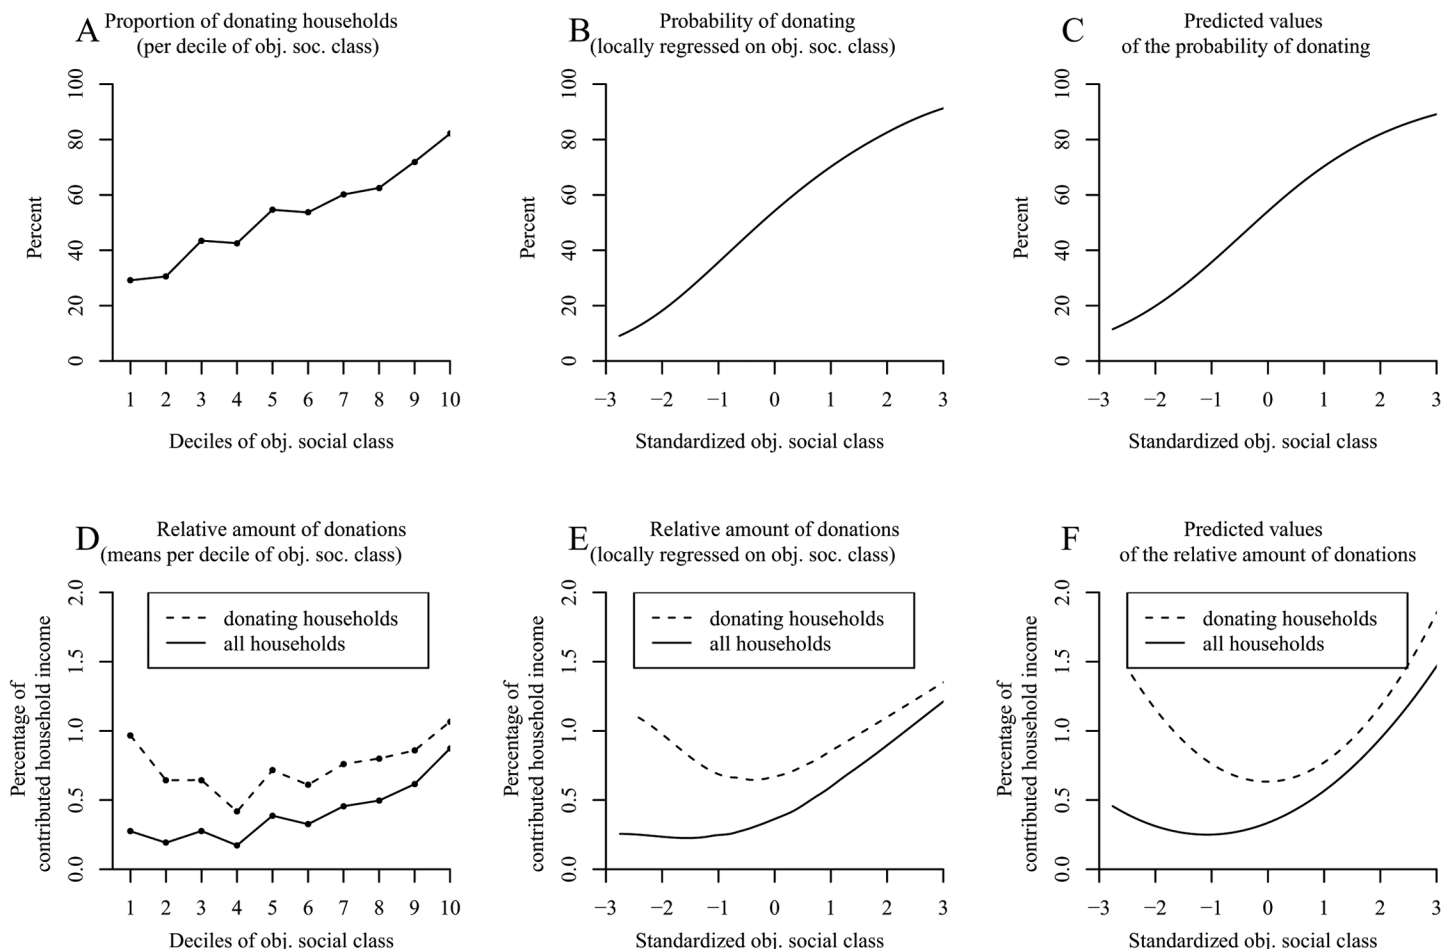 A
Proportion of donating households
(per decile of obj. soc. class)
Percent
100
80
60
40
20
0
1 2 3 4 5 6 7 8 9 10
Deciles of obj. social class
B
Probability of donating
(locally regressed on obj. soc. class)
Percent
100
80
60
40
20
0
−3 −2 −1 0 1 2 3
Standardized obj. social class
C
Predicted values
of the probability of donating
Percent
100
80
60
40
20
0
−3 −2 −1 0 1 2 3
Standardized obj. social class
D
Relative amount of donations
(means per decile of obj. soc. class)
Percentage of
contributed household income
2.0
1.5
1.0
0.5
0.0
donating households
all households
1 2 3 4 5 6 7 8 9 10
Deciles of obj. social class
E
Relative amount of donations
(locally regressed on obj. soc. class)
Percentage of
contributed household income
2.0
1.5
1.0
0.5
0.0
donating households
all households
−3 −2 −1 0 1 2 3
Standardized obj. social class
F
Predicted values
of the relative amount of donations
Percentage of
contributed household income
2.0
1.5
1.0
0.5
0.0
donating households
all households
−3 −2 −1 0 1 2 3
Standardized obj. social class